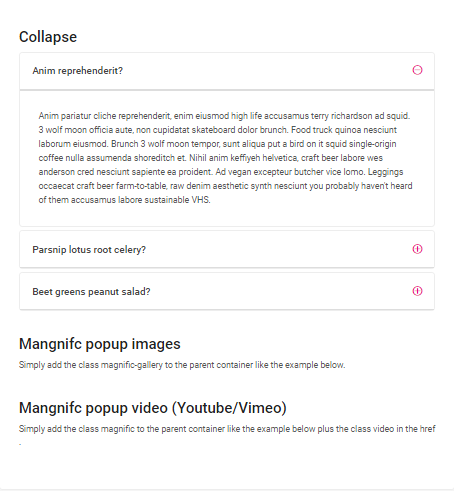 Collapse
Anim reprehenderit?
Anim pariatur cliche reprehenderit, enim eiusmod high life accusamus terry richardson ad squid.
3 wolf moon officia aute, non cupidatat skateboard dolor brunch. Food truck quinoa nesciunt
laborum eiusmod. Brunch 3 wolf moon tempor, sunt aliqua put a bird on it squid single-origin
coffee nulla assumenda shoreditch et. Nihil anim keffiyeh helvetica, craft beer labore wes
anderson cred nesciunt sapiente ea proident. Ad vegan excepteur butcher vice lomo. Leggings
occaecat craft beer farm-to-table, raw denim aesthetic synth nesciunt you probably haven't heard
of them accusamus labore sustainable VHS.
Parsnip lotus root celery?
Beet greens peanut salad?
Mangnifc popup images
Simply add the class magnific-gallery to the parent container like the example below.
Mangnifc popup video (Youtube/Vimeo)
Simply add the class magnific to the parent container like the example below plus the class video in the href
.